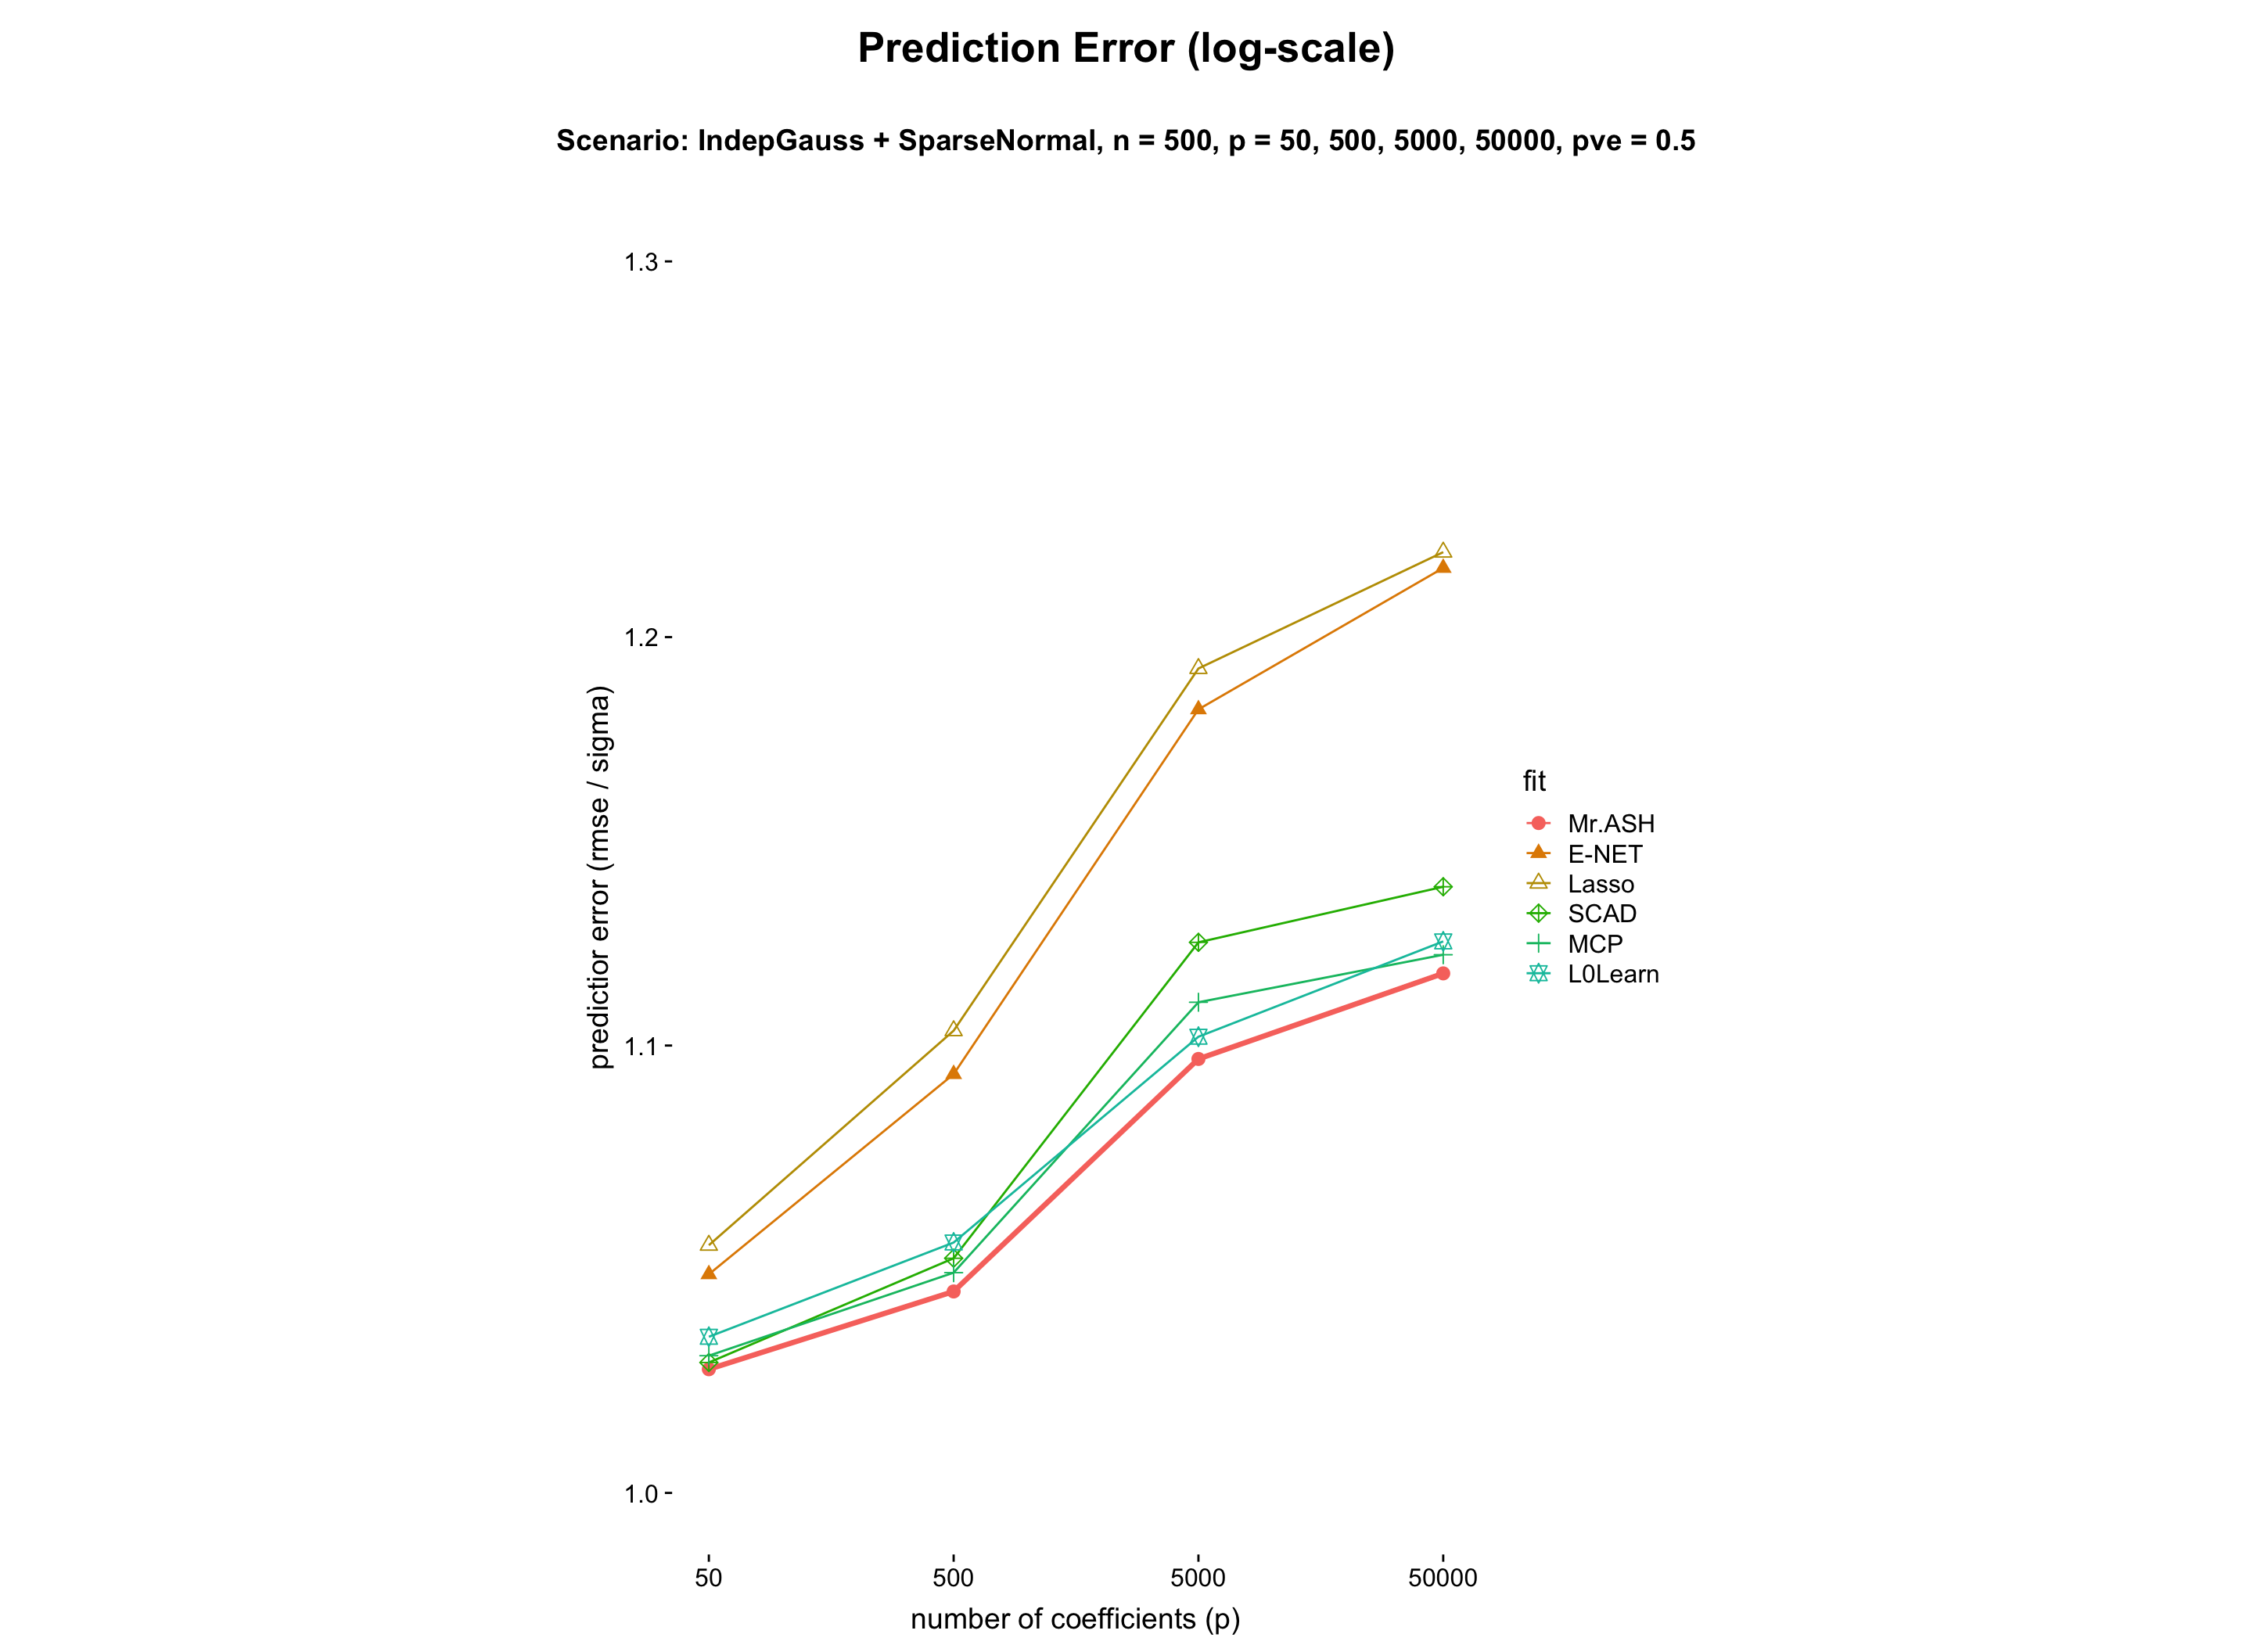 Prediction Error (log-scale)
Scenario: IndepGauss + SparseNormal, n = 500, p = 50, 500, 5000, 50000, pve = 0.5
1.3
1.2
1.1
1.0
predictior error (rmse / sigma)
50 500 5000 50000
number of coefficients (p)
fit
Mr.ASH
E-NET
Lasso
SCAD
MCP
L0Learn